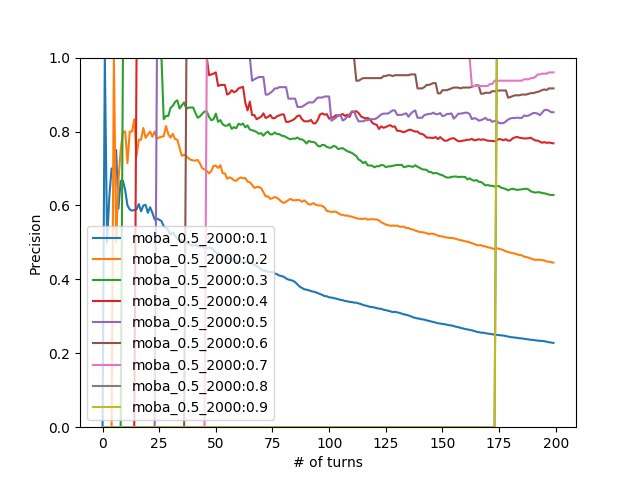 1.0
0.8
0.6
0.4
0.2
0.0
Precision
moba_0.5_2000:0.1
moba_0.5_2000:0.2
moba_0.5_2000:0.3
moba_0.5_2000:0.4
moba_0.5_2000:0.5
moba_0.5_2000:0.6
moba_0.5_2000:0.7
moba_0.5_2000:0.8
moba_0.5_2000:0.9
0 25 50 75 100 125 150 175 200
# of turns